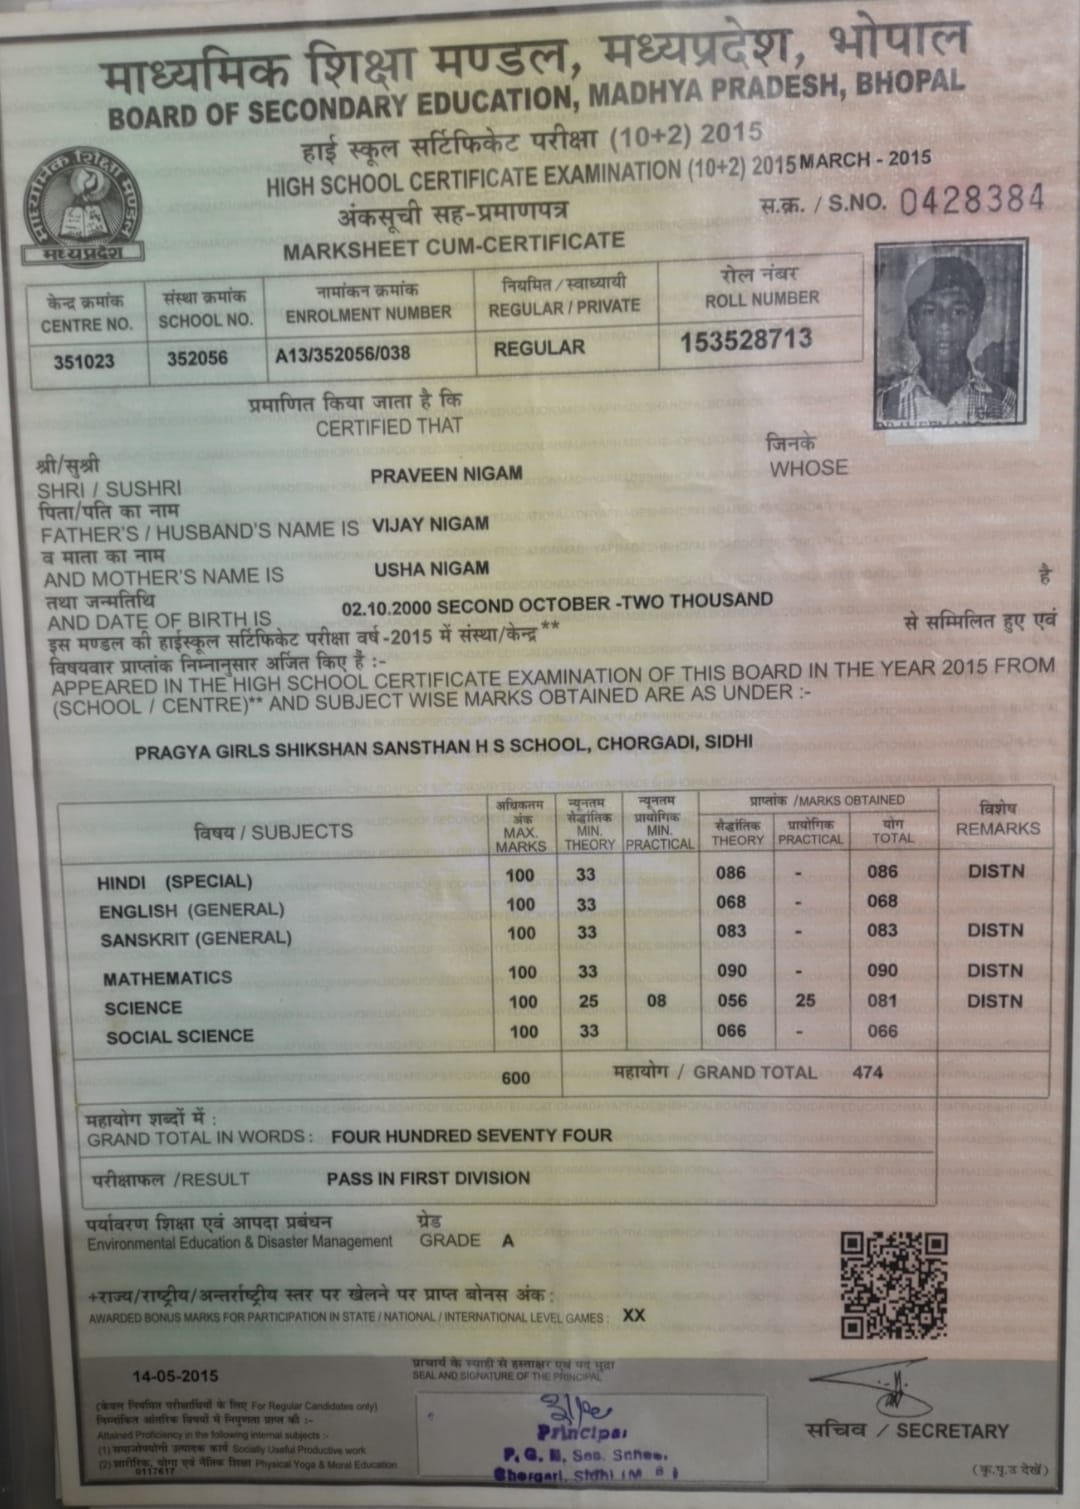 माध्यमिक शिक्षा मण्डल, मध्यप्रदेश, भोपाल
BOARD OF SECONDARY EDUCATION, MADHYA PRADESH, BHOPAL
हाई स्कूल सर्टिफिकेट परीक्षा (10+2) 2015
HIGH SCHOOL CERTIFICATE EXAMINATION (10+2) 2015 MARCH - 2015
अंकसूची सह-प्रमाणपत्र
स.क्र. / S.NO. 0428384
MARKSHEET CUM-CERTIFICATE
माध्यमिक शिक्षा मण्डल
मध्यप्रदेश
केन्द्र क्रमांक संस्था क्रमांक नामांकन क्रमांक नियमित / स्वाध्यायी रोल नंबर
CENTRE NO. SCHOOL NO. ENROLMENT NUMBER REGULAR / PRIVATE ROLL NUMBER
351023 352056 A13/352056/038 REGULAR 153528713
प्रमाणित किया जाता है कि
CERTIFIED THAT
श्री/सुश्री जिनके
SHRI / SUSHRI PRAVEEN NIGAM WHOSE
पिता/पति का नाम
FATHER'S / HUSBAND'S NAME IS VIJAY NIGAM
व माता का नाम
AND MOTHER'S NAME IS USHA NIGAM
तथा जन्मतिथि है
AND DATE OF BIRTH IS 02.10.2000 SECOND OCTOBER -TWO THOUSAND
इस मण्डल की हाईस्कूल सर्टिफिकेट परीक्षा वर्ष -2015 में संस्था/केन्द्र** से सम्मिलित हुए एवं
विषयवार प्राप्तांक निम्नानुसार अर्जित किए है :-
APPEARED IN THE HIGH SCHOOL CERTIFICATE EXAMINATION OF THIS BOARD IN THE YEAR 2015 FROM
(SCHOOL / CENTRE)** AND SUBJECT WISE MARKS OBTAINED ARE AS UNDER :-
PRAGYA GIRLS SHIKSHAN SANSTHAN H S SCHOOL, CHORGADI, SIDHI
विषय / SUBJECTS अधिकतम अंक MAX. MARKS न्यूनतम सैद्धांतिक MIN. THEORY न्यूनतम प्रायोगिक MIN. PRACTICAL प्राप्तांक /MARKS OBTAINED विशेष REMARKS
सैद्धांतिक THEORY प्रायोगिक PRACTICAL योग TOTAL
HINDI (SPECIAL) 100 33 086 - 086 DISTN
ENGLISH (GENERAL) 100 33 068 - 068
SANSKRIT (GENERAL) 100 33 083 - 083 DISTN
MATHEMATICS 100 33 090 - 090 DISTN
SCIENCE 100 25 08 056 25 081 DISTN
SOCIAL SCIENCE 100 33 066 - 066
600 महायोग / GRAND TOTAL 474
महायोग शब्दों में :
GRAND TOTAL IN WORDS : FOUR HUNDRED SEVENTY FOUR
परीक्षाफल /RESULT PASS IN FIRST DIVISION
पर्यावरण शिक्षा एवं आपदा प्रबंधन ग्रेड
Environmental Education & Disaster Management GRADE A
+राज्य/राष्ट्रीय/अन्तर्राष्ट्रीय स्तर पर खेलने पर प्राप्त बोनस अंक :
AWARDED BONUS MARKS FOR PARTICIPATION IN STATE / NATIONAL / INTERNATIONAL LEVEL GAMES : XX
14-05-2015
प्राचार्य के स्याही से हस्ताक्षर एवं पद मुद्रा
SEAL AND SIGNATURE OF THE PRINCIPAL
(केवल नियमित परीक्षार्थियों के लिए For Regular Candidates only)
निम्नांकित आंतरिक विषयों में निपुणता प्राप्त की :-
Attained Proficiency in the following internal subjects :-
(1) समाजोपयोगी उत्पादक कार्य Socially Useful Productive work
(2) शारीरिक, योग एवं नैतिक शिक्षा Physical Yoga & Moral Education
0117617
Principal
P. G. Sidhi
सचिव / SECRETARY
(कृ.पृ.उ देखें)